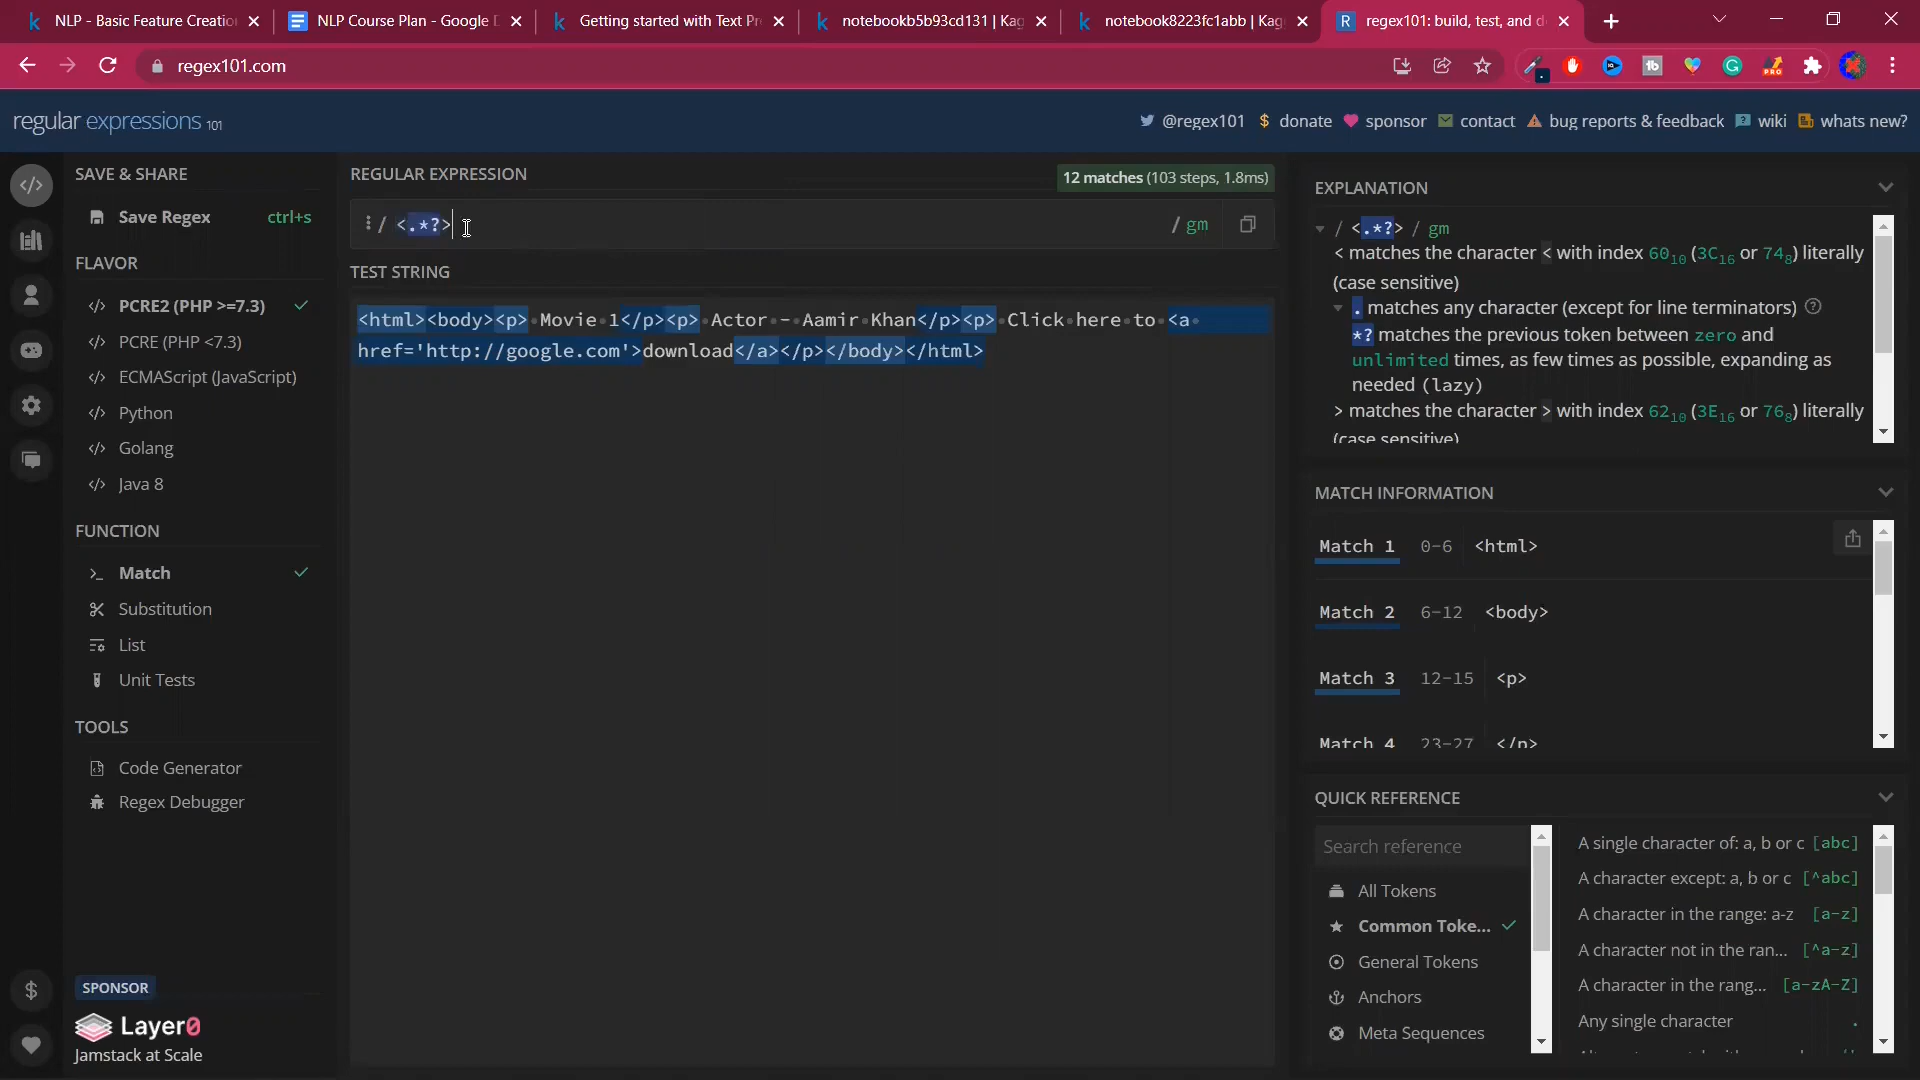 NLP - Basic Feature Creatio
NLP Course Plan - Google D
Getting started with Text Pr
notebookb5b93cd131 | Kag
notebook8223fc1abb | Kag
regex101: build, test, and d
regex101.com
regular expressions 101
@regex101
$ donate
sponsor
contact
bug reports & feedback
wiki
whats new?
SAVE & SHARE
Save Regex ctrl+s
FLAVOR
PCRE2 (PHP >=7.3)
PCRE (PHP <7.3)
ECMAScript (JavaScript)
Python
Golang
Java 8
FUNCTION
Match
Substitution
List
Unit Tests
TOOLS
Code Generator
Regex Debugger
SPONSOR
Layer0
Jamstack at Scale
REGULAR EXPRESSION
12 matches (103 steps, 1.8ms)
/ <.*?> / gm
TEST STRING
<html><body><p> Movie 1</p><p> Actor - Aamir Khan</p><p> Click here to <a
href='http://google.com'>download</a></p></body></html>
EXPLANATION
/ <.*?> / gm
< matches the character < with index 60₁₀ (3C₁₆ or 74₈) literally
(case sensitive)
. matches any character (except for line terminators)
*? matches the previous token between zero and
unlimited times, as few times as possible, expanding as
needed (lazy)
> matches the character > with index 62₁₀ (3E₁₆ or 76₈) literally
(case sensitive)
MATCH INFORMATION
Match 1 0-6 <html>
Match 2 6-12 <body>
Match 3 12-15 <p>
Match 4 23-27 </p>
QUICK REFERENCE
Search reference
All Tokens
Common Toke...
General Tokens
Anchors
Meta Sequences
A single character of: a, b or c [abc]
A character except: a, b or c [^abc]
A character in the range: a-z [a-z]
A character not in the ran... [^a-z]
A character in the rang... [a-zA-Z]
Any single character .